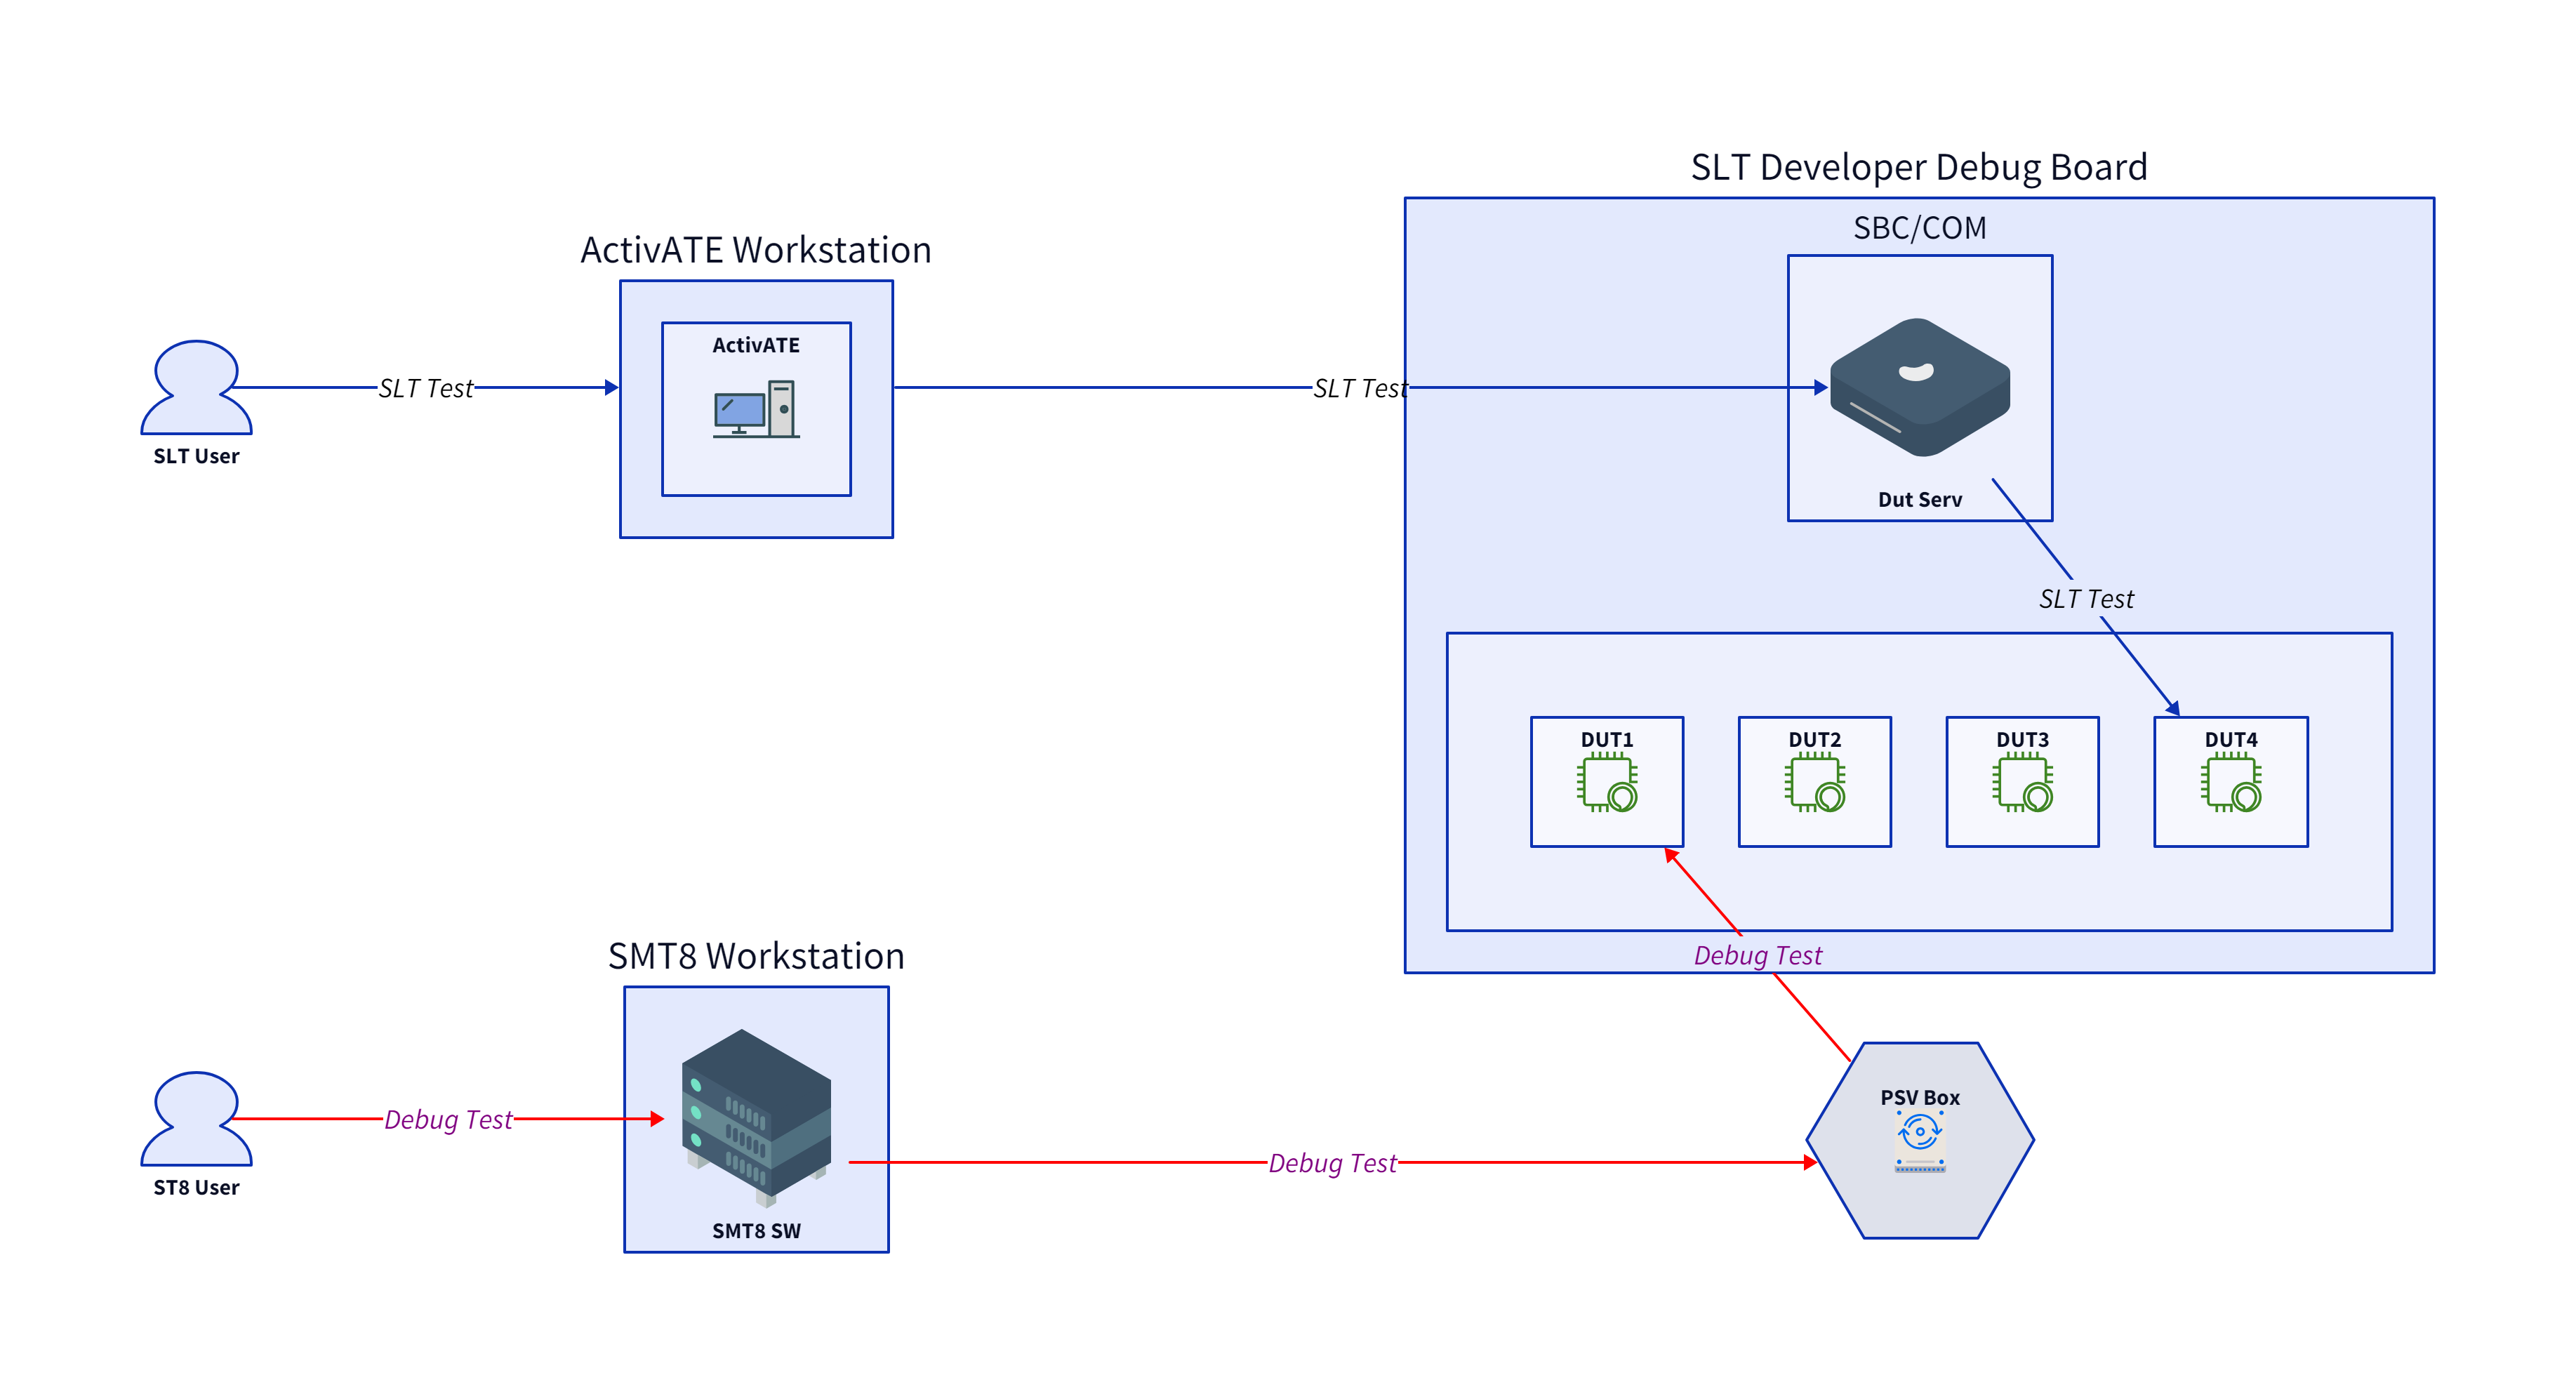 SLT Developer Debug Board
SBC/COM
ActivATE Workstation
ActivATE
SLT Test
SLT Test
SLT User
Dut Serv
SLT Test
DUT1
DUT2
DUT3
DUT4
SMT8 Workstation
Debug Test
PSV Box
Debug Test
Debug Test
ST8 User
SMT8 SW